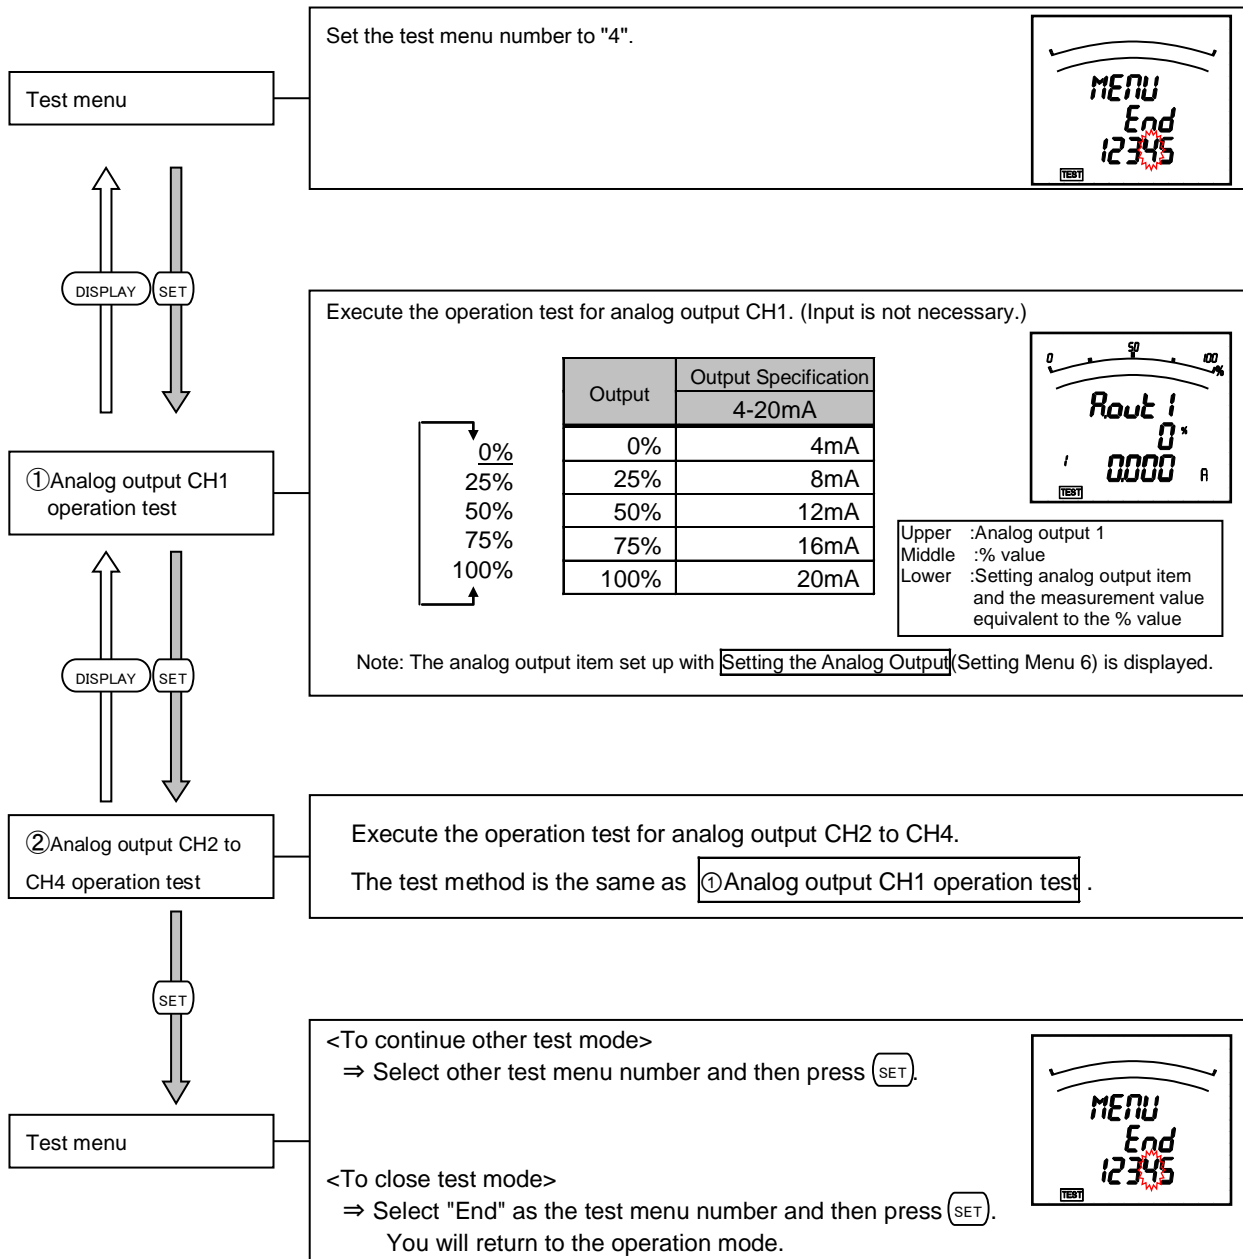 Set the test menu number to "4".
Test menu
MENU
End
12345
TEST
DISPLAY
SET
Execute the operation test for analog output CH1. (Input is not necessary.)
①Analog output CH1
operation test
0%
25%
50%
75%
100%
Output Output Specification
4-20mA
0% 4mA
25% 8mA
50% 12mA
75% 16mA
100% 20mA
0 50 100
%
A.out 1
0 %
1 0.000 A
TEST
Upper :Analog output 1
Middle :% value
Lower :Setting analog output item
and the measurement value
equivalent to the % value
Note: The analog output item set up with Setting the Analog Output(Setting Menu 6) is displayed.
DISPLAY
SET
②Analog output CH2 to
CH4 operation test
Execute the operation test for analog output CH2 to CH4.
The test method is the same as ①Analog output CH1 operation test .
SET
Test menu
<To continue other test mode>
⇒ Select other test menu number and then press SET.
<To close test mode>
⇒ Select "End" as the test menu number and then press SET.
You will return to the operation mode.
MENU
End
12345
TEST